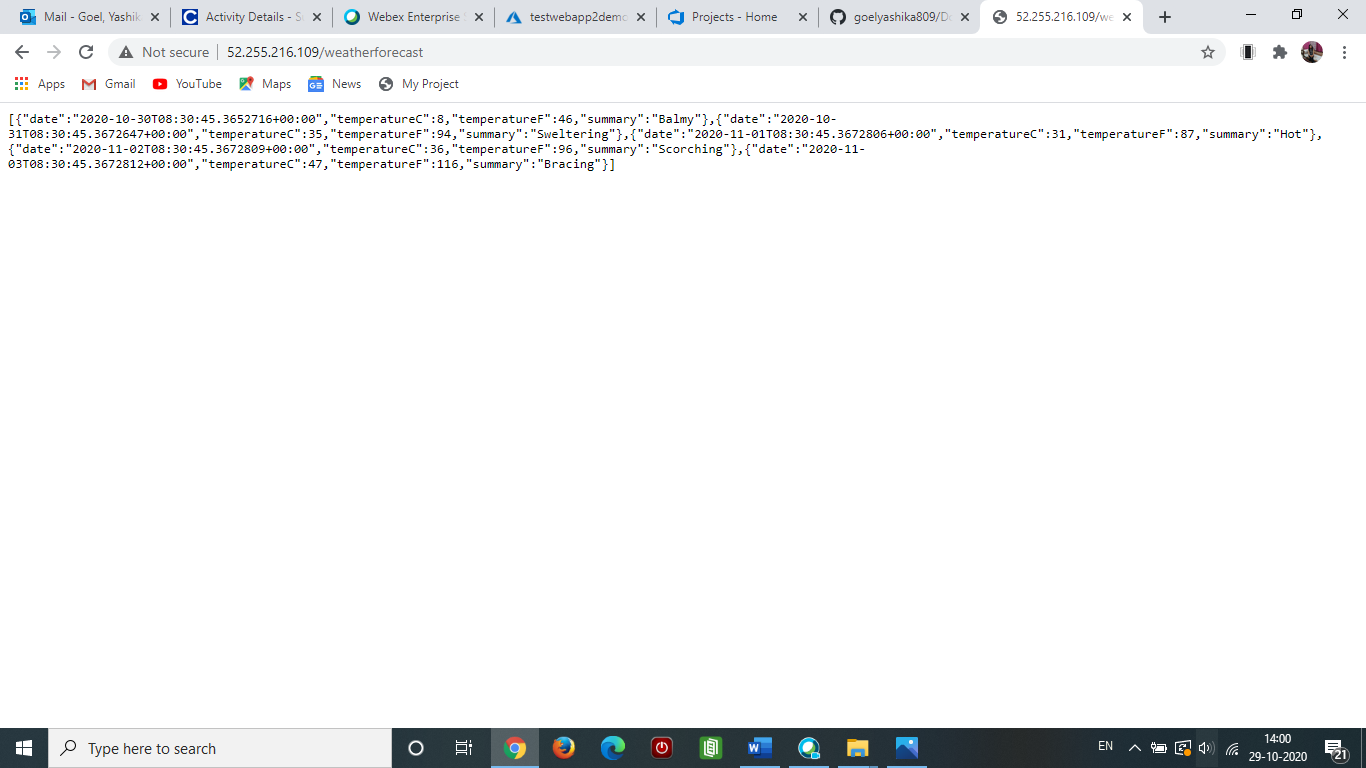 Mail - Goel, Yashik
Activity Details - S
Webex Enterprise
testwebapp2demo
Projects - Home
goelyashika809/D
52.255.216.109/we
Not secure
52.255.216.109/weatherforecast
Apps
Gmail
YouTube
Maps
News
My Project
[{"date":"2020-10-30T08:30:45.3652716+00:00","temperatureC":8,"temperatureF":46,"summary":"Balmy"},{"date":"2020-10-
31T08:30:45.3672647+00:00","temperatureC":35,"temperatureF":94,"summary":"Sweltering"},{"date":"2020-11-01T08:30:45.3672806+00:00","temperatureC":31,"temperatureF":87,"summary":"Hot"},
{"date":"2020-11-02T08:30:45.3672809+00:00","temperatureC":36,"temperatureF":96,"summary":"Scorching"},{"date":"2020-11-
03T08:30:45.3672812+00:00","temperatureC":47,"temperatureF":116,"summary":"Bracing"}]
Type here to search
EN
14:00
29-10-2020
21